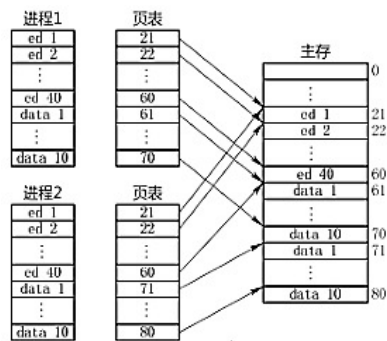 进程1
ed 1
ed 2
⋮
ed 40
data 1
⋮
data 10
页表
21
22
⋮
60
61
⋮
70
进程2
ed 1
ed 2
⋮
ed 40
data 1
⋮
data 10
页表
21
22
⋮
60
71
⋮
80
主存
0
⋮
ed 1 21
ed 2 22
⋮
ed 40 60
data 1 61
⋮
data 10 70
data 1 71
⋮
data 10 80